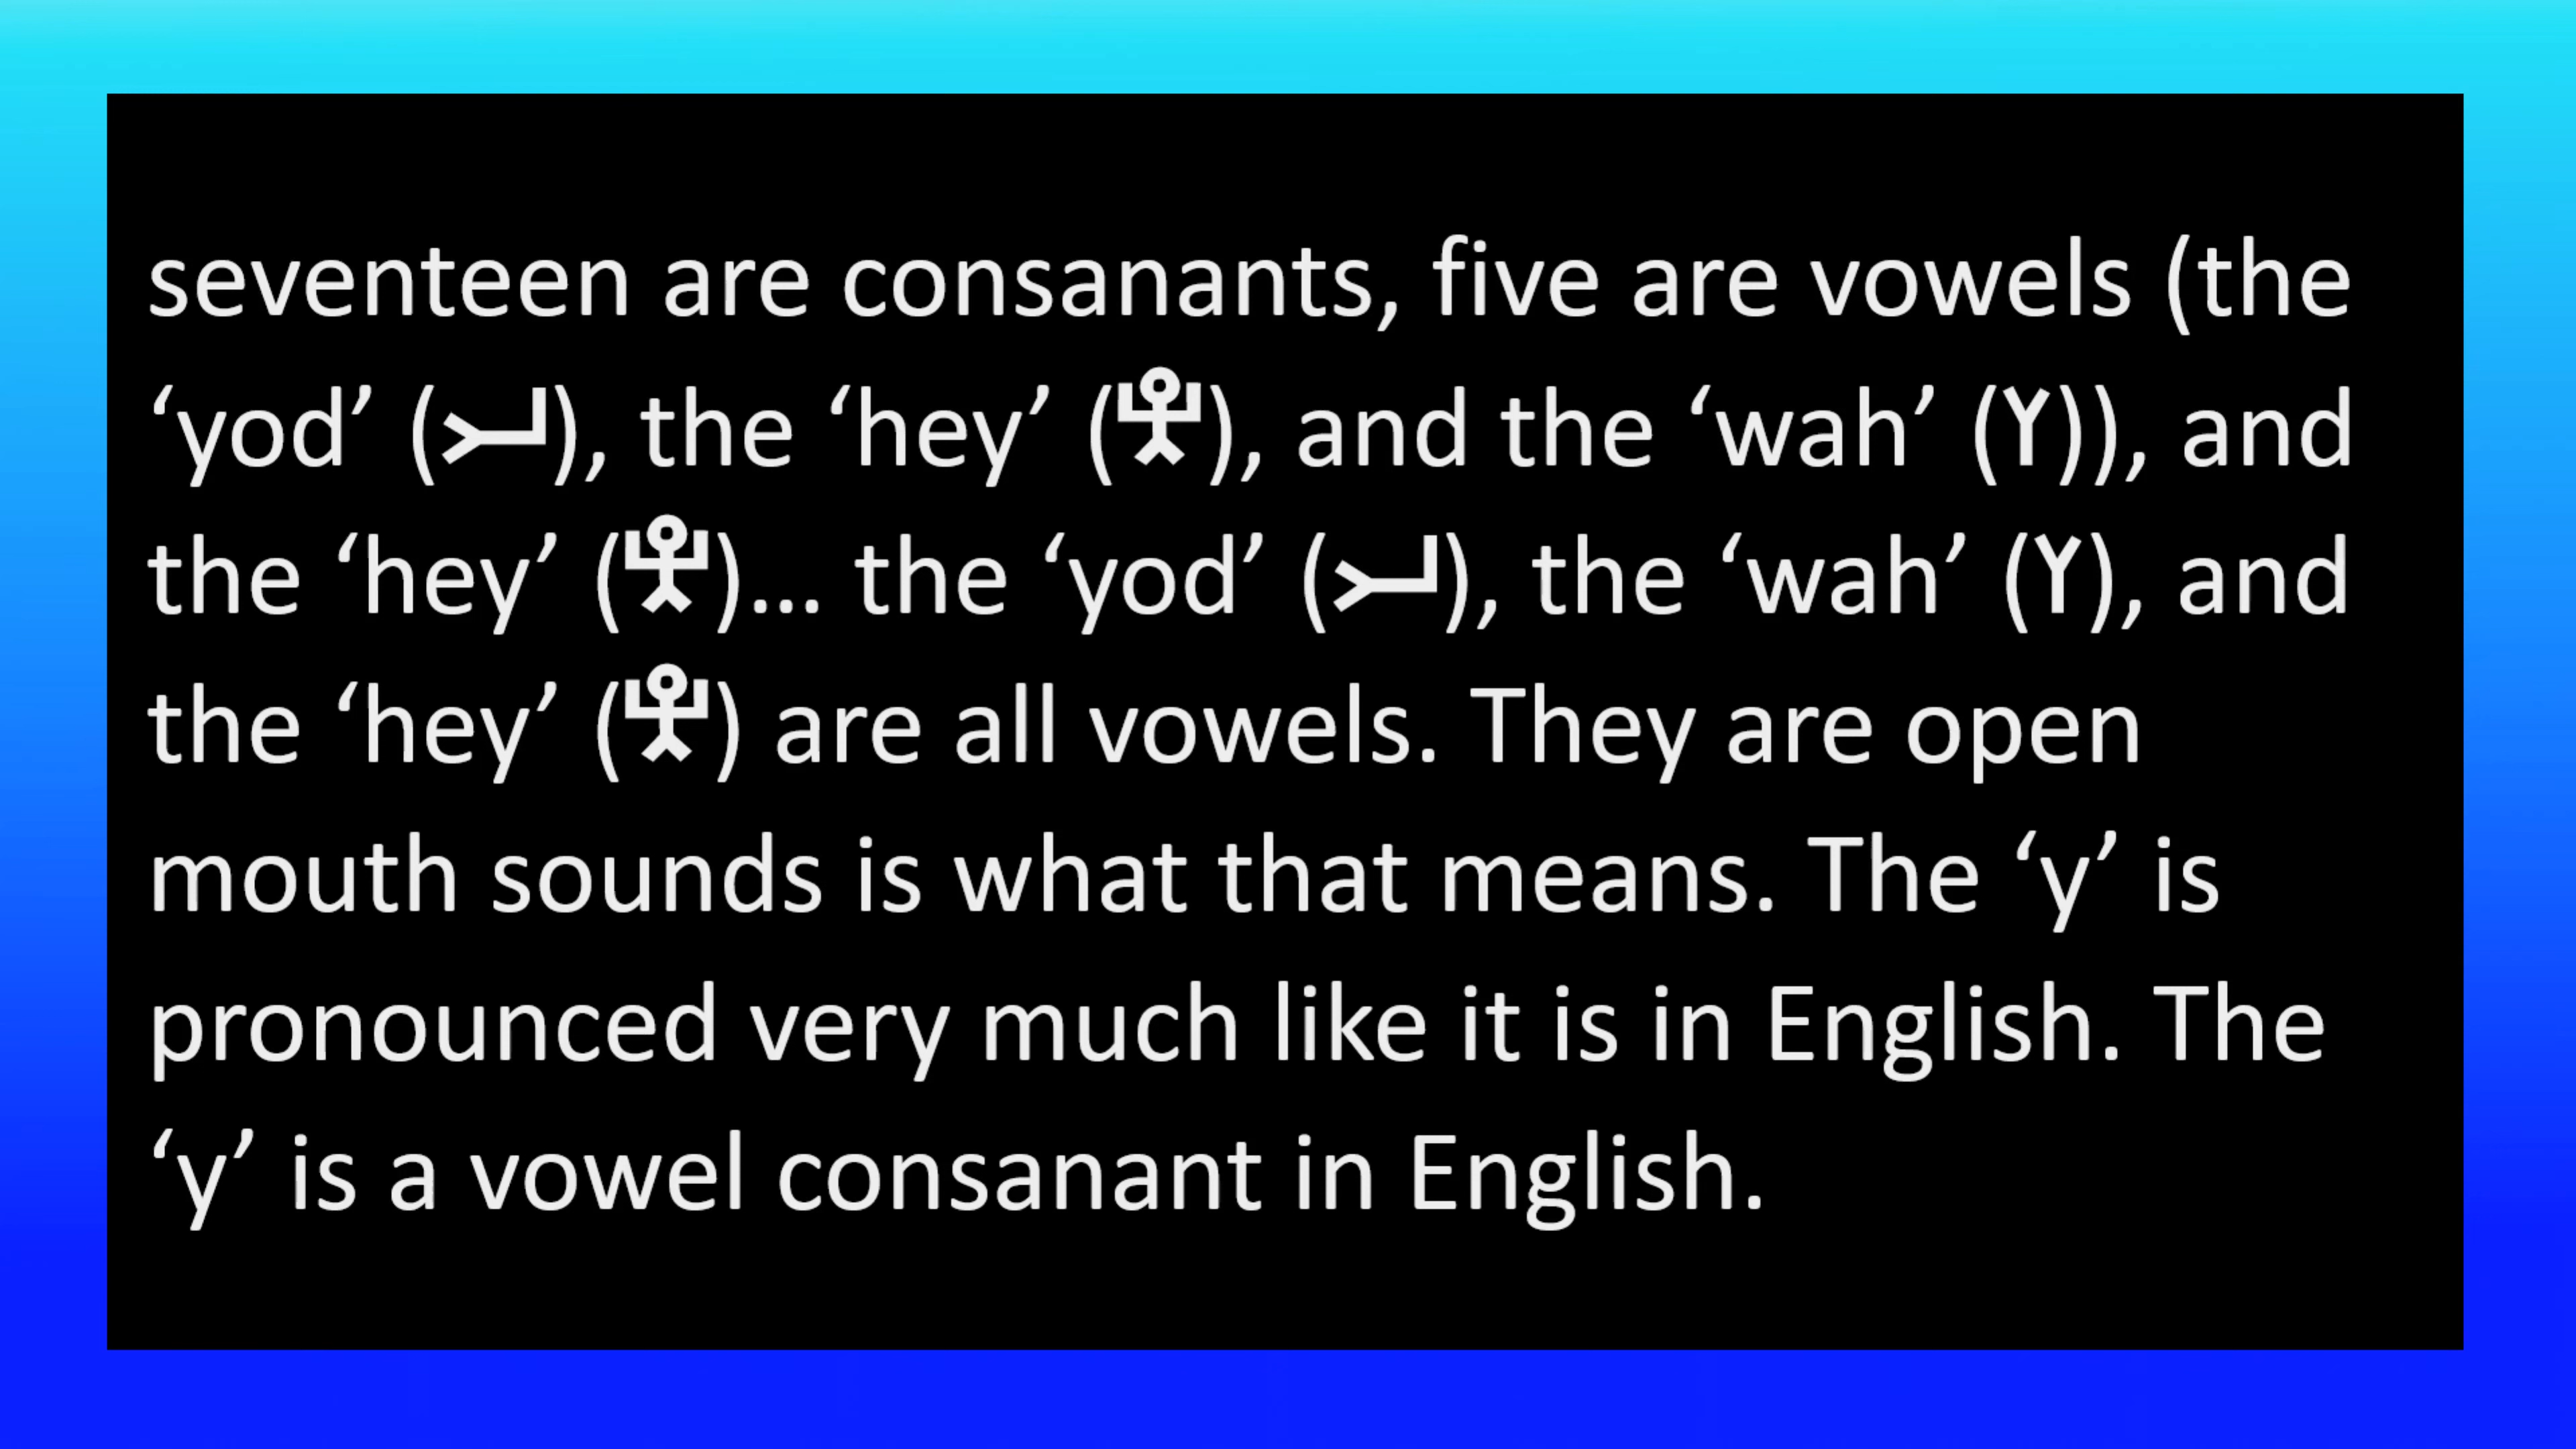 seventeen are consanants, five are vowels (the
‘yod’ (), the ‘hey’ (), and the ‘wah’ (Y)), and
the ‘hey’ ()... the ‘yod’ (), the ‘wah’ (Y), and
the ‘hey’ () are all vowels. They are open
mouth sounds is what that means. The ‘y’ is
pronounced very much like it is in English. The
‘y’ is a vowel consanant in English.